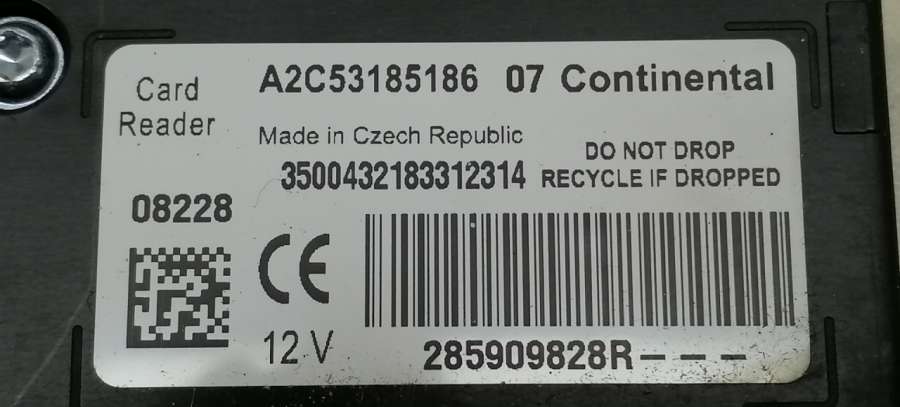 Card
Reader
A2C53185186 07 Continental
Made in Czech Republic
3500432183312314
DO NOT DROP
RECYCLE IF DROPPED
08228
CE
12 V
285909828R---